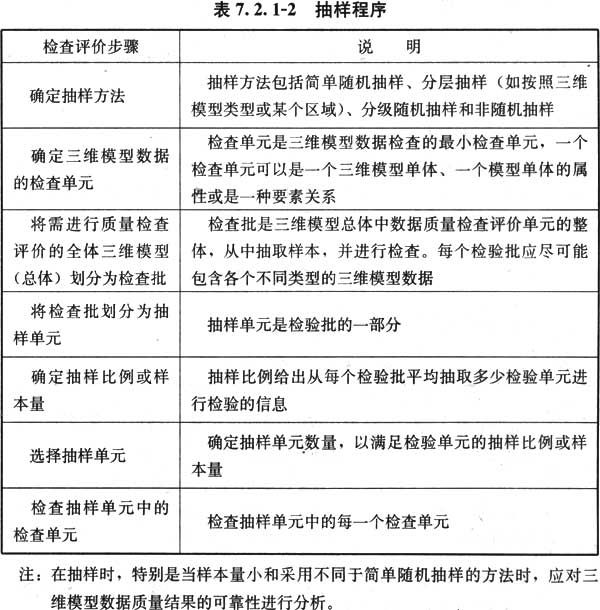 表 7.2.1-2 抽样程序
检查评价步骤
说 明
确定抽样方法
抽样方法包括简单随机抽样、分层抽样（如按照三维
模型类型或某个区域）、分级随机抽样和非随机抽样
确定三维模型数据
的检查单元
检查单元是三维模型数据检查的最小检查单元，一个
检查单元可以是一个三维模型单体、一个模型单体的属
性或是一种要素关系
将需进行质量检查
评价的全体三维模型
（总体）划分为检查批
检查批是三维模型总体中数据质量检查评价单元的整
体，从中抽取样本，并进行检查。每个检验批应尽可能
包含各个不同类型的三维模型数据
将检查批划分为抽
样单元
抽样单元是检验批的一部分
确定抽样比例或样
本量
抽样比例给出从每个检验批平均抽取多少检验单元进
行检验的信息
选择抽样单元
确定抽样单元数量，以满足检验单元的抽样比例或样
本量
检查抽样单元中的
检查单元
检查抽样单元中的每一个检查单元
注：在抽样时，特别是当样本量小和采用不同于简单随机抽样的方法时，应对三
维模型数据质量结果的可靠性进行分析。